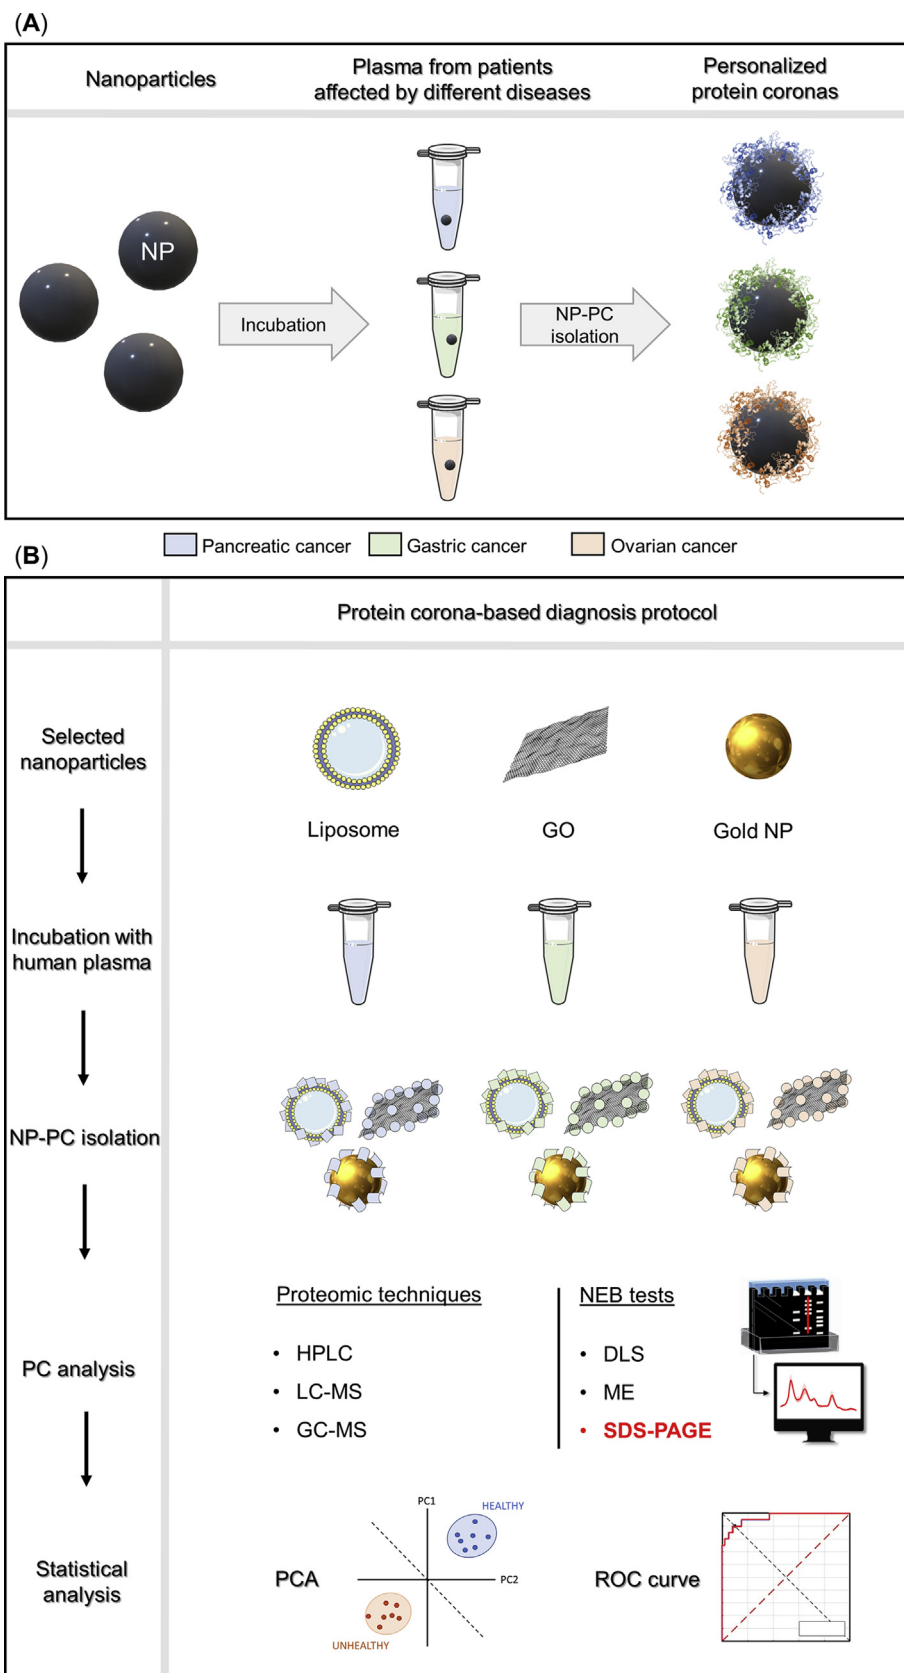 (A)
Nanoparticles
Plasma from patients
affected by different diseases
Personalized
protein coronas
NP
Incubation
NP-PC
isolation
Pancreatic cancer
Gastric cancer
Ovarian cancer
(B)
Protein corona-based diagnosis protocol
Selected
nanoparticles
Liposome
GO
Gold NP
Incubation with
human plasma
NP-PC isolation
PC analysis
Proteomic techniques
• HPLC
• LC-MS
• GC-MS
NEB tests
• DLS
• ME
• SDS-PAGE
Statistical
analysis
PCA
PC1
HEALTHY
PC2
UNHEALTHY
ROC curve